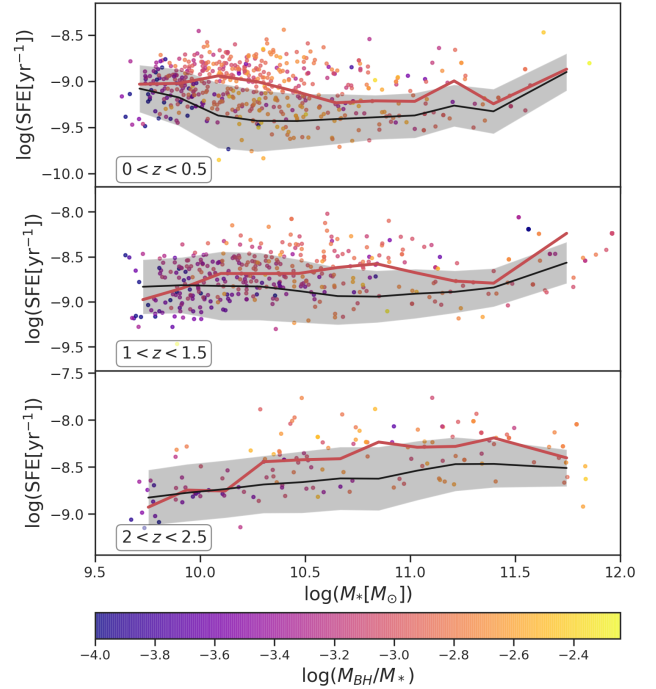 −8.5
−9.0
−9.5
−10.0
log(SFE[yr⁻¹])
0 < z < 0.5
−8.0
−8.5
−9.0
−9.5
log(SFE[yr⁻¹])
1 < z < 1.5
−7.5
−8.0
−8.5
−9.0
log(SFE[yr⁻¹])
2 < z < 2.5
9.5 10.0 10.5 11.0 11.5 12.0
log(M*[M⊙])
−4.0 −3.8 −3.6 −3.4 −3.2 −3.0 −2.8 −2.6 −2.4
log(M_BH/M*)